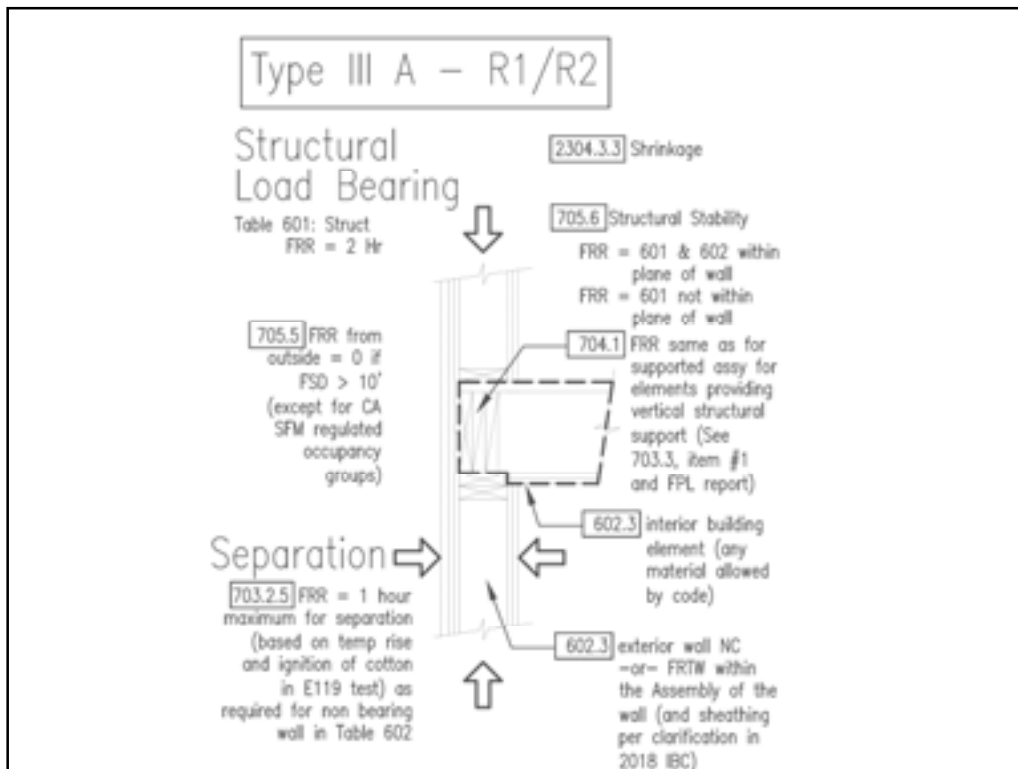 Type III A - R1/R2
Structural
Load Bearing
Table 601: Struct
FRR = 2 Hr
705.5 FRR from
outside = 0 if
FSD > 10'
(except for CA
SFM regulated
occupancy
groups)
Separation
703.2.5 FRR = 1 hour
maximum for separation
(based on temp rise
and ignition of cotton
in E119 test) as
required for non bearing
wall in Table 602
2304.3.3 Shrinkage
705.6 Structural Stability
FRR = 601 & 602 within
plane of wall
FRR = 601 not within
plane of wall
704.1 FRR same as for
supported assy for
elements providing
vertical structural
support (See
703.3, item #1
and FPL report)
602.3 interior building
element (any
material allowed
by code)
602.3 exterior wall NC
-or- FRTW within
the Assembly of the
wall (and sheathing
per clarification in
2018 IBC)